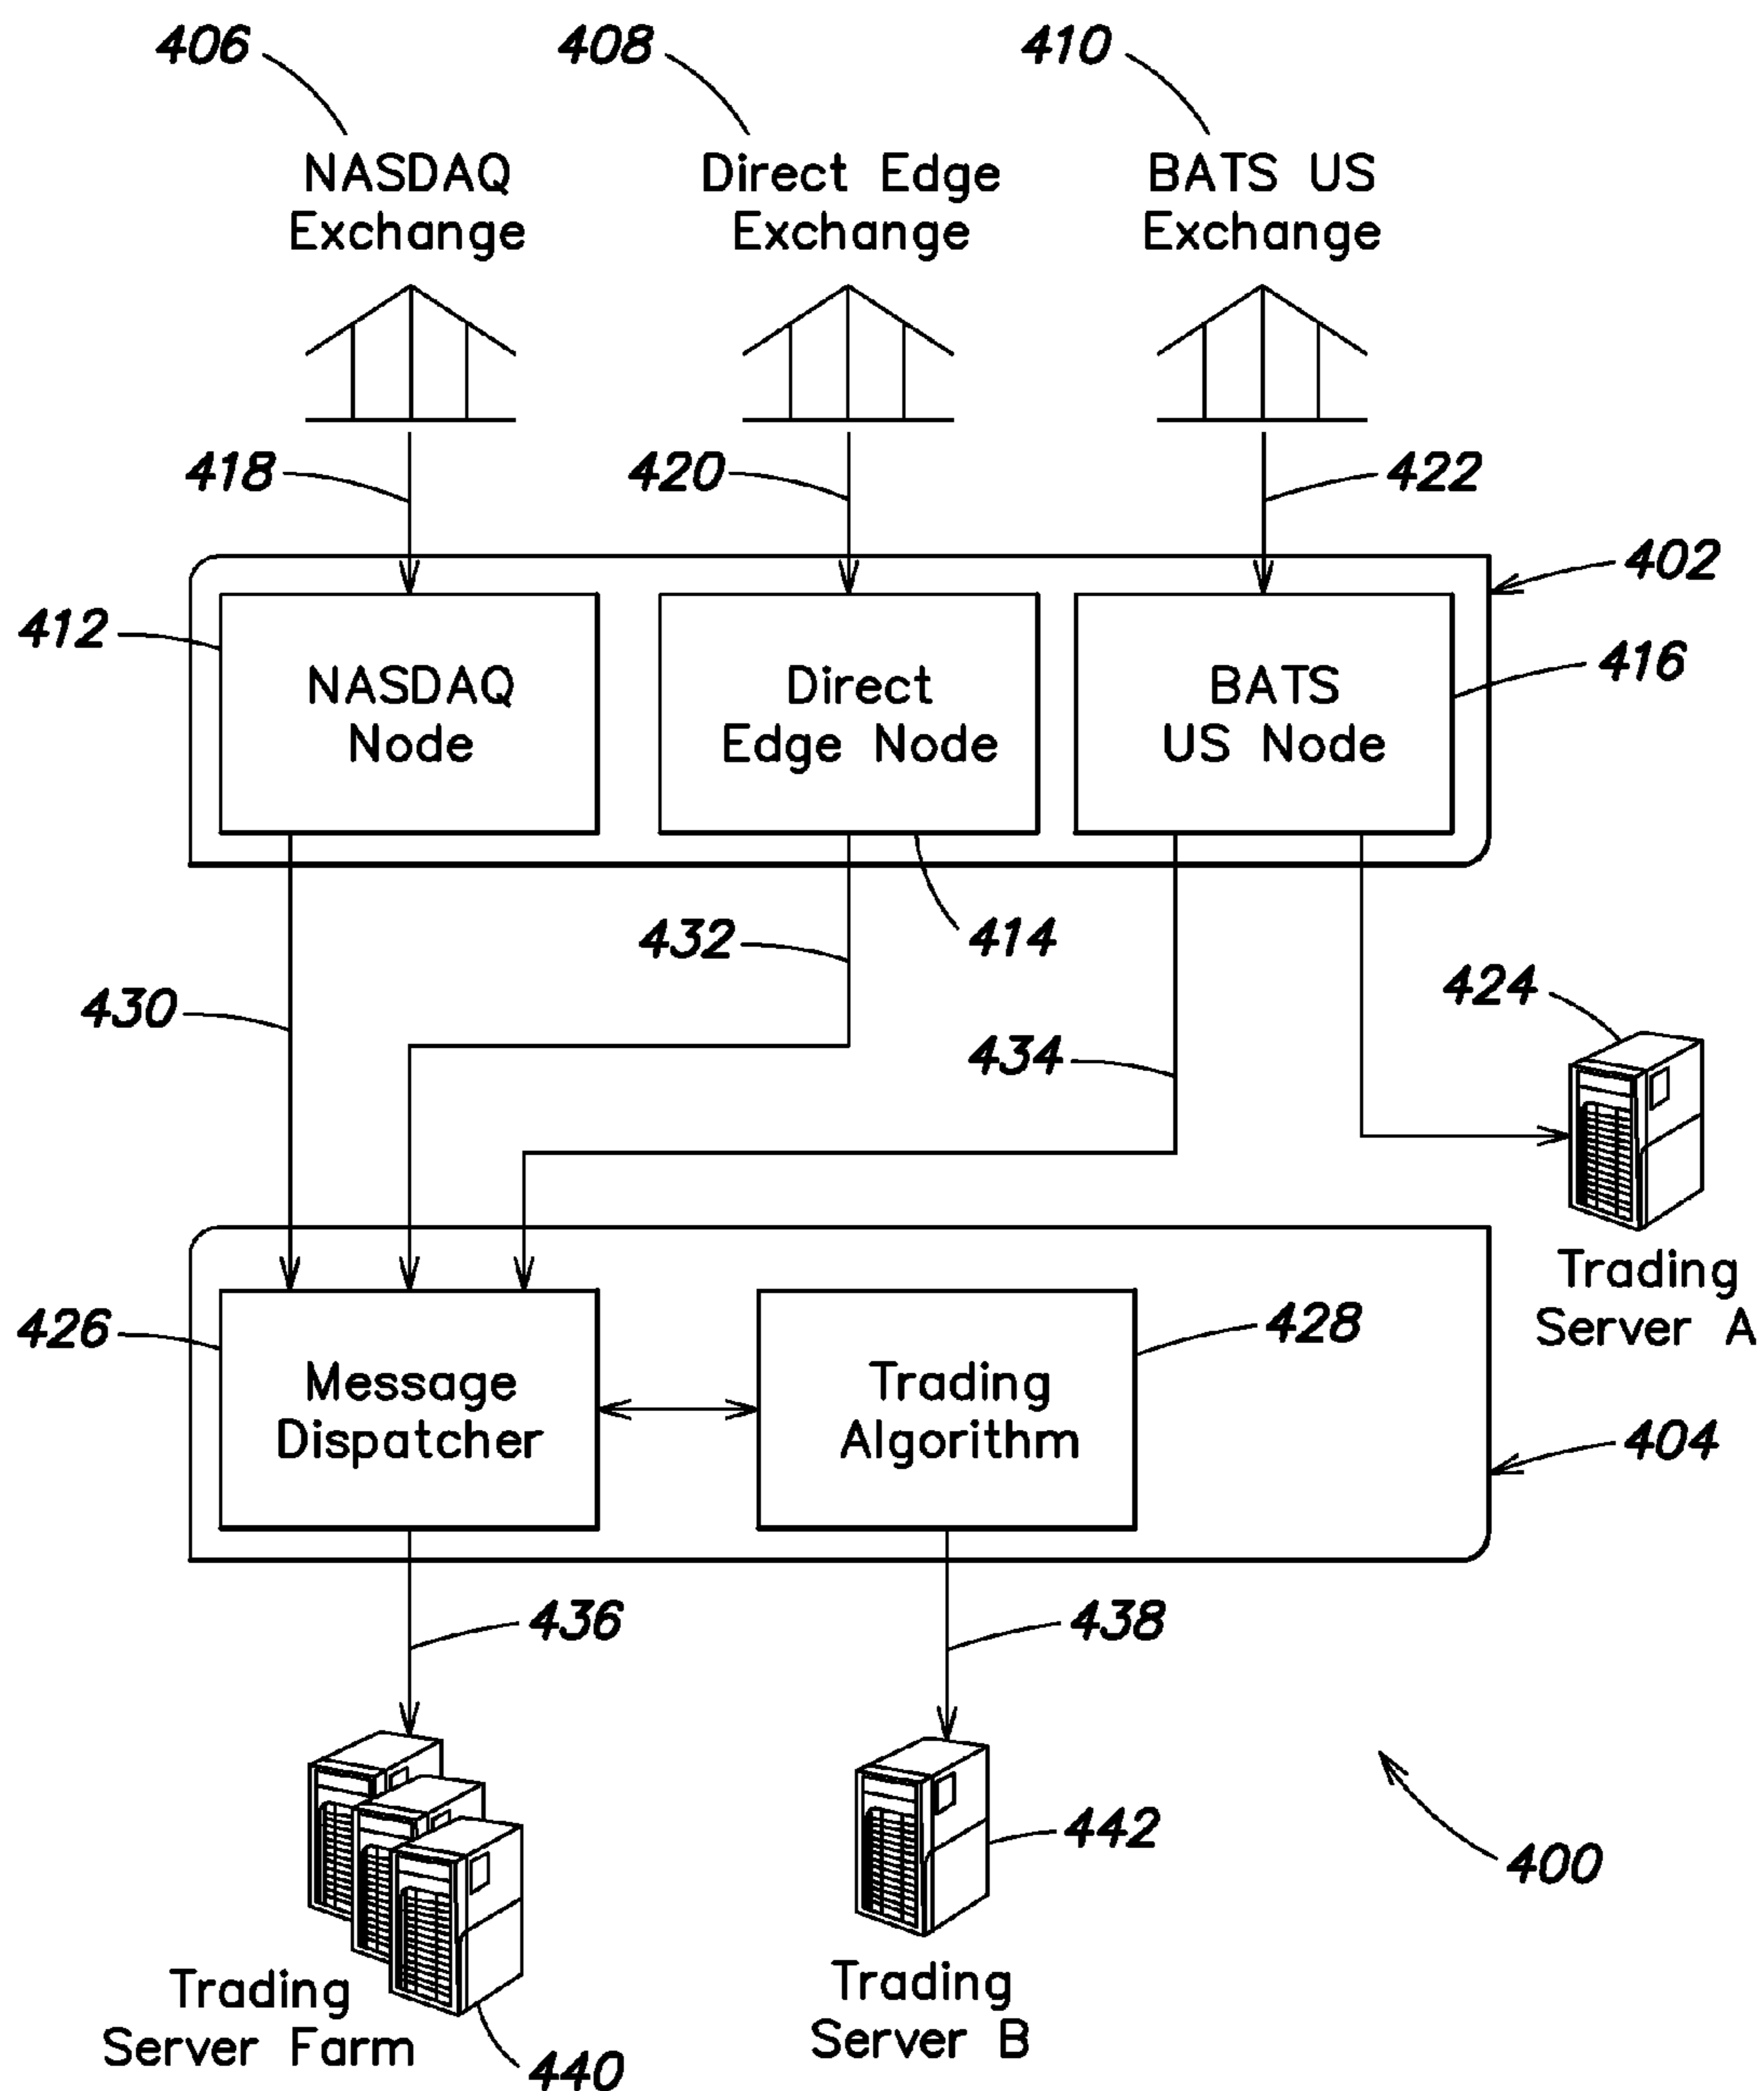 406
408
410
NASDAQ
Exchange
Direct Edge
Exchange
BATS US
Exchange
418
420
422
402
412
NASDAQ
Node
Direct
Edge Node
BATS
US Node
416
432
414
430
434
424
Trading
Server A
426
Message
Dispatcher
Trading
Algorithm
428
404
436
438
442
400
Trading
Server Farm
440
Trading
Server B